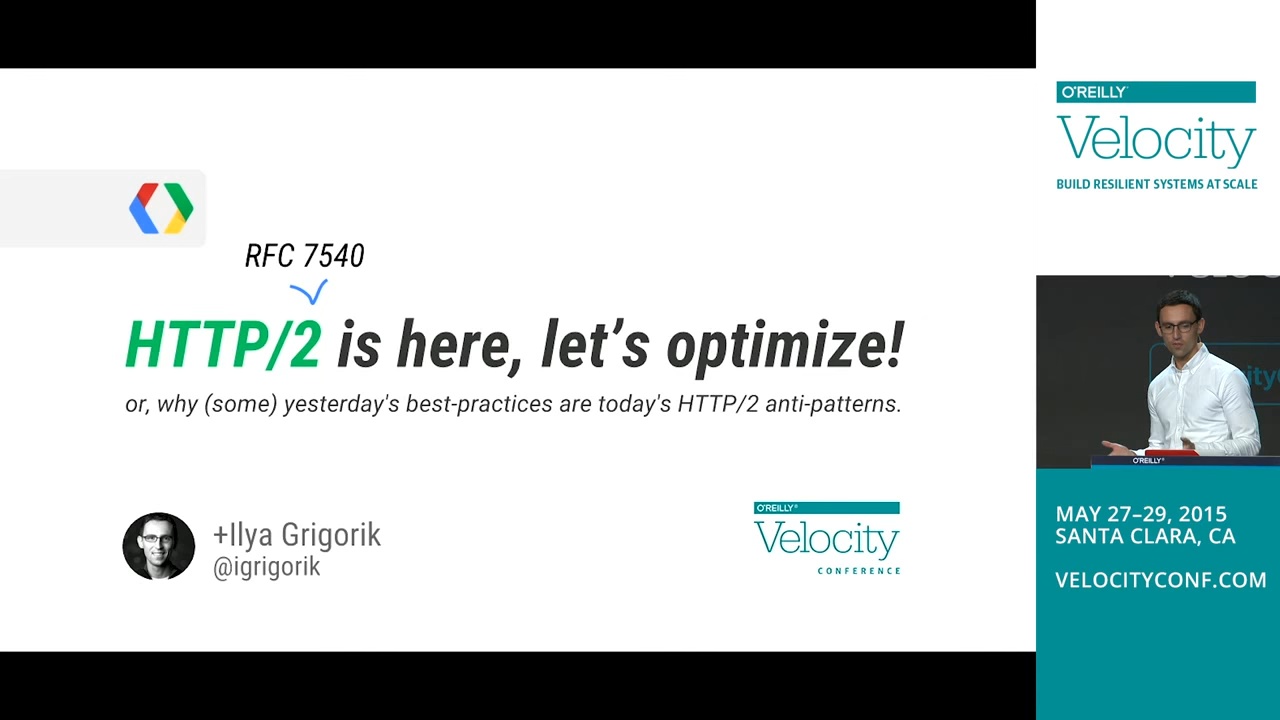 RFC 7540
HTTP/2 is here, let's optimize!
or, why (some) yesterday's best-practices are today's HTTP/2 anti-patterns.
+Ilya Grigorik
@igrigorik
O'REILLY®
Velocity
CONFERENCE
O'REILLY®
Velocity
BUILD RESILIENT SYSTEMS AT SCALE
O'REILLY®
MAY 27–29, 2015
SANTA CLARA, CA
VELOCITYCONF.COM